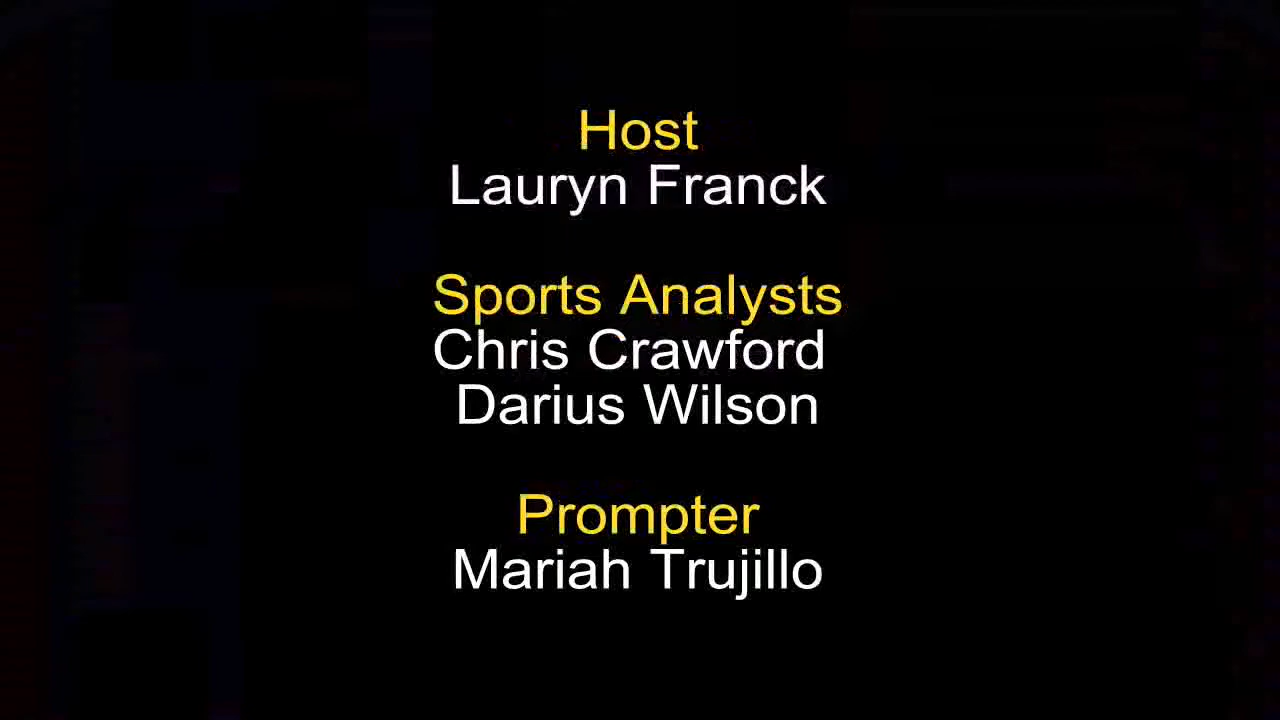 Host
Lauryn Franck
Sports Analysts
Chris Crawford
Darius Wilson
Prompter
Mariah Trujillo